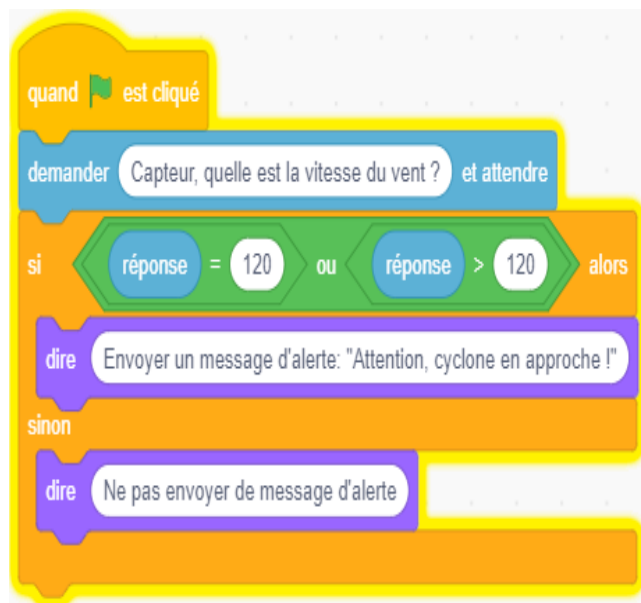 quand est cliqué
demander Capteur, quelle est la vitesse du vent ? et attendre
si réponse = 120 ou réponse > 120 alors
dire Envoyer un message d'alerte: "Attention, cyclone en approche !"
sinon
dire Ne pas envoyer de message d'alerte